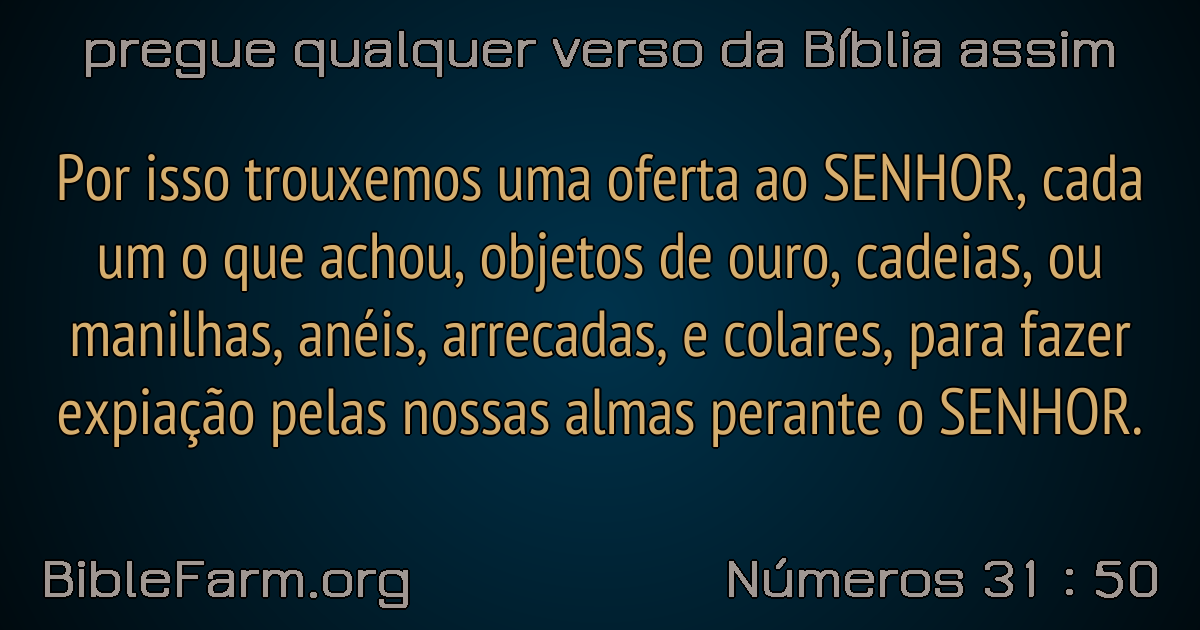 pregue qualquer verso da Bíblia assim
Por isso trouxemos uma oferta ao SENHOR, cada
um o que achou, objetos de ouro, cadeias, ou
manilhas, anéis, arrecadas, e colares, para fazer
expiação pelas nossas almas perante o SENHOR.
BibleFarm.org
Números 31 : 50